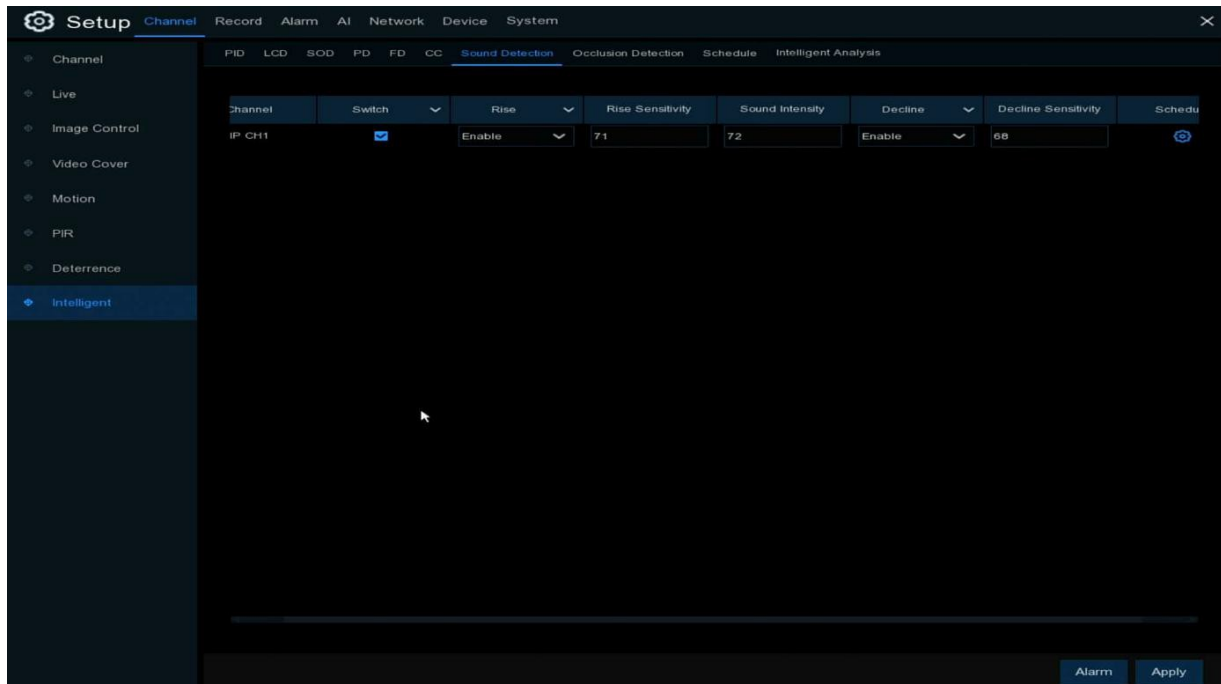 Setup Channel Record Alarm AI Network Device System
PID LCD SOD PD FD CC Sound Detection Occlusion Detection Schedule Intelligent Analysis
Channel
Live
Image Control
Video Cover
Motion
PIR
Deterrence
Intelligent
Channel Switch Rise Rise Sensitivity Sound Intensity Decline Decline Sensitivity Schedu
IP CH1 Enable 71 72 Enable 68
Alarm Apply